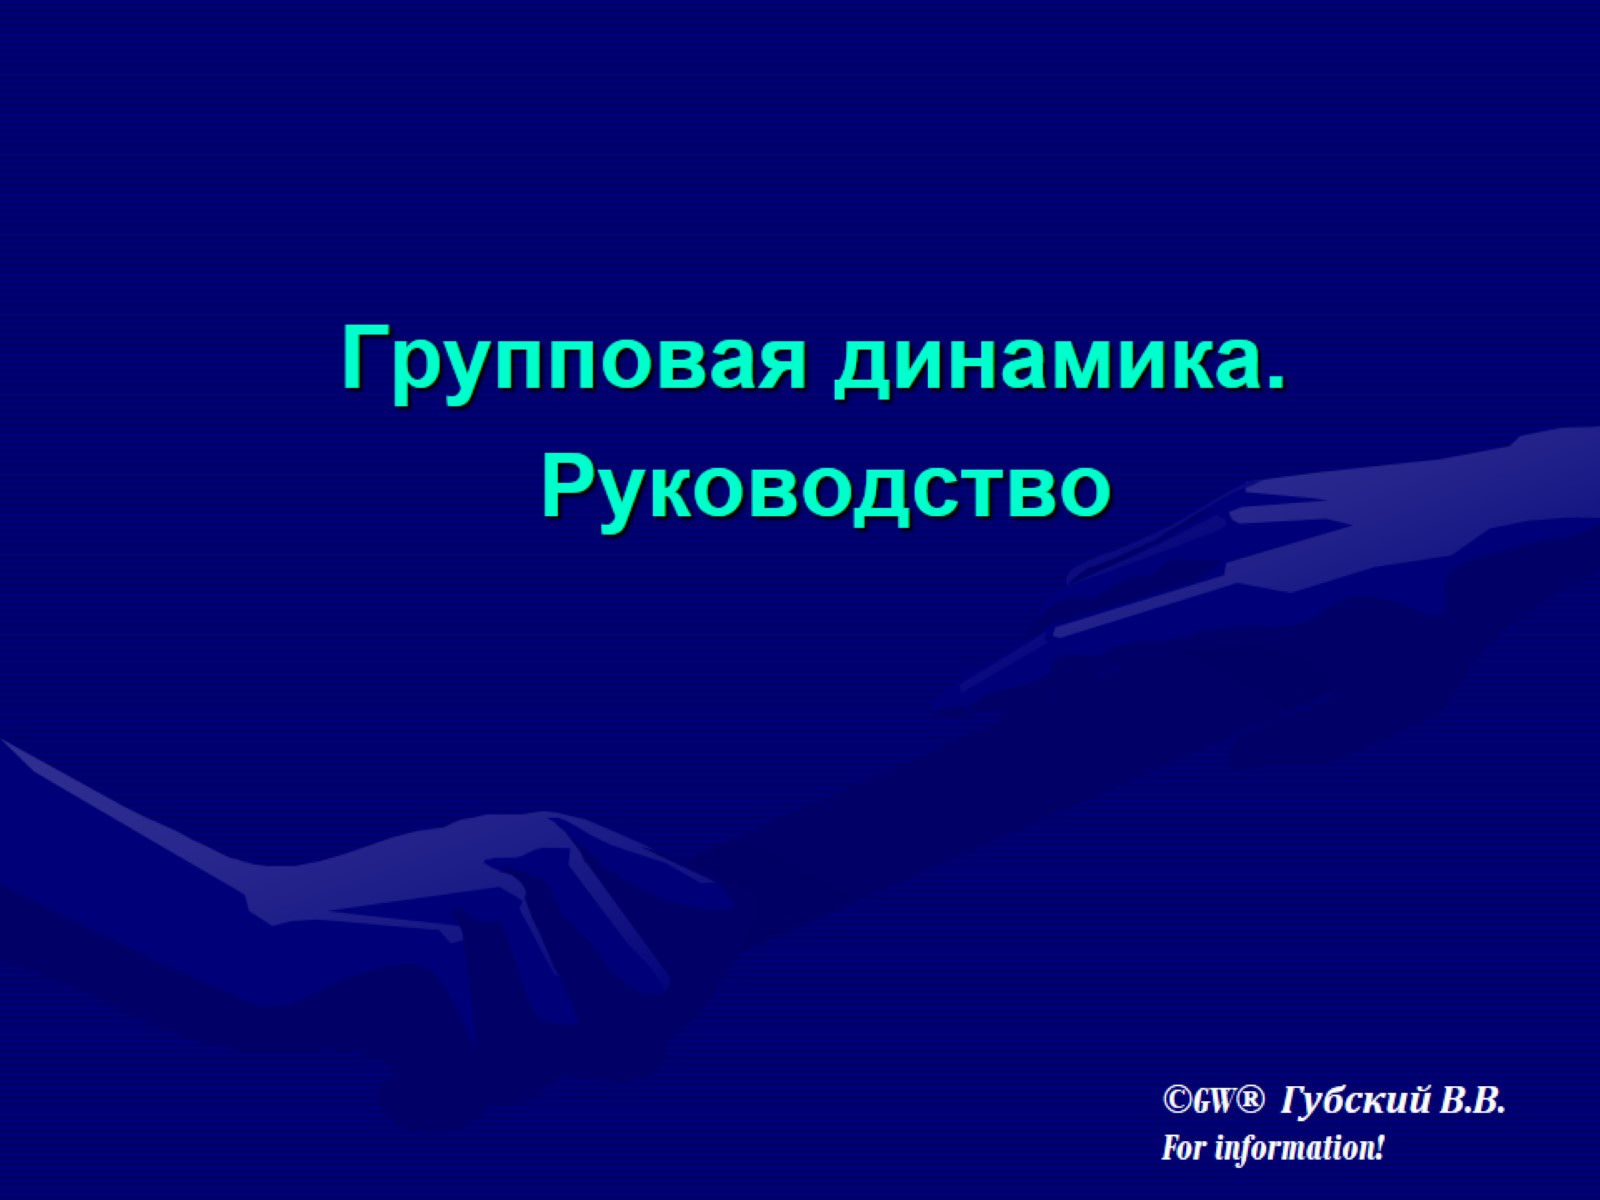 Групповая динамика.
Руководство
©GW® Губский В.В.
For information!